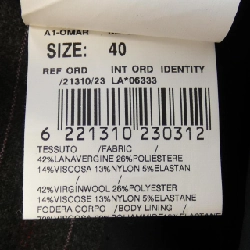 A1-OMAR
SIZE: 40
REF ORD INT ORD IDENTITY
/21310/23 LA*06333
6 221310 230312
TESSUTO /FABRIC /
42%LANAVERGINE 26%POLIESTERE
14%VISCOSE 13%NYLON 5%ELASTAN
/
42%VIRGINWOOL 26%POLYESTER
14%VISCOSE 13%NYLON 5%ELASTANE
FODERA CORPO /BODY LINING /